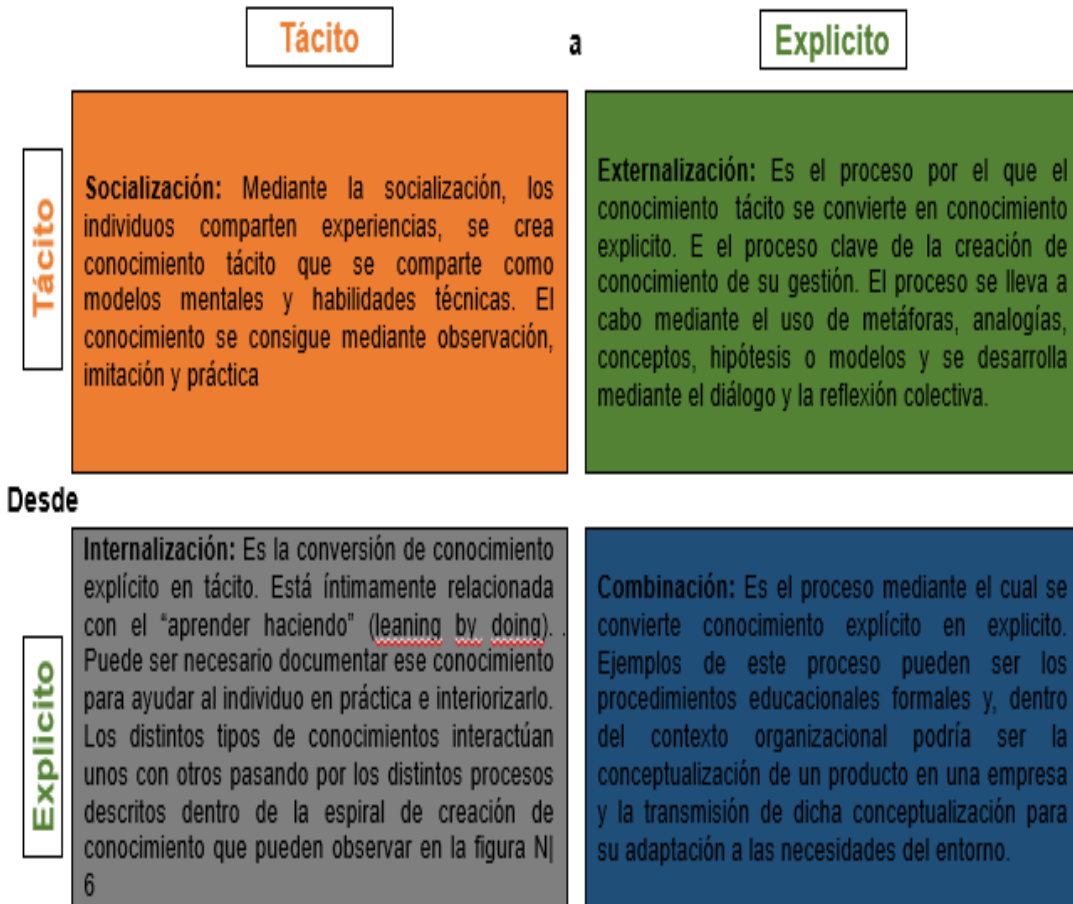 Tácito
a
Explicito
Tácito
Socialización: Mediante la socialización, los
individuos comparten experiencias, se crea
conocimiento tácito que se comparte como
modelos mentales y habilidades técnicas. El
conocimiento se consigue mediante observación,
imitación y práctica
Externalización: Es el proceso por el que el
conocimiento tácito se convierte en conocimiento
explicito. E el proceso clave de la creación de
conocimiento de su gestión. El proceso se lleva a
cabo mediante el uso de metáforas, analogías,
conceptos, hipótesis o modelos y se desarrolla
mediante el diálogo y la reflexión colectiva.
Desde
Explicito
Internalización: Es la conversión de conocimiento
explícito en tácito. Está íntimamente relacionada
con el “aprender haciendo” (leaning by doing). .
Puede ser necesario documentar ese conocimiento
para ayudar al individuo en práctica e interiorizarlo.
Los distintos tipos de conocimientos interactúan
unos con otros pasando por los distintos procesos
descritos dentro de la espiral de creación de
conocimiento que pueden observar en la figura N|
6
Combinación: Es el proceso mediante el cual se
convierte conocimiento explícito en explicito.
Ejemplos de este proceso pueden ser los
procedimientos educacionales formales y, dentro
del contexto organizacional podría ser la
conceptualización de un producto en una empresa
y la transmisión de dicha conceptualización para
su adaptación a las necesidades del entorno.